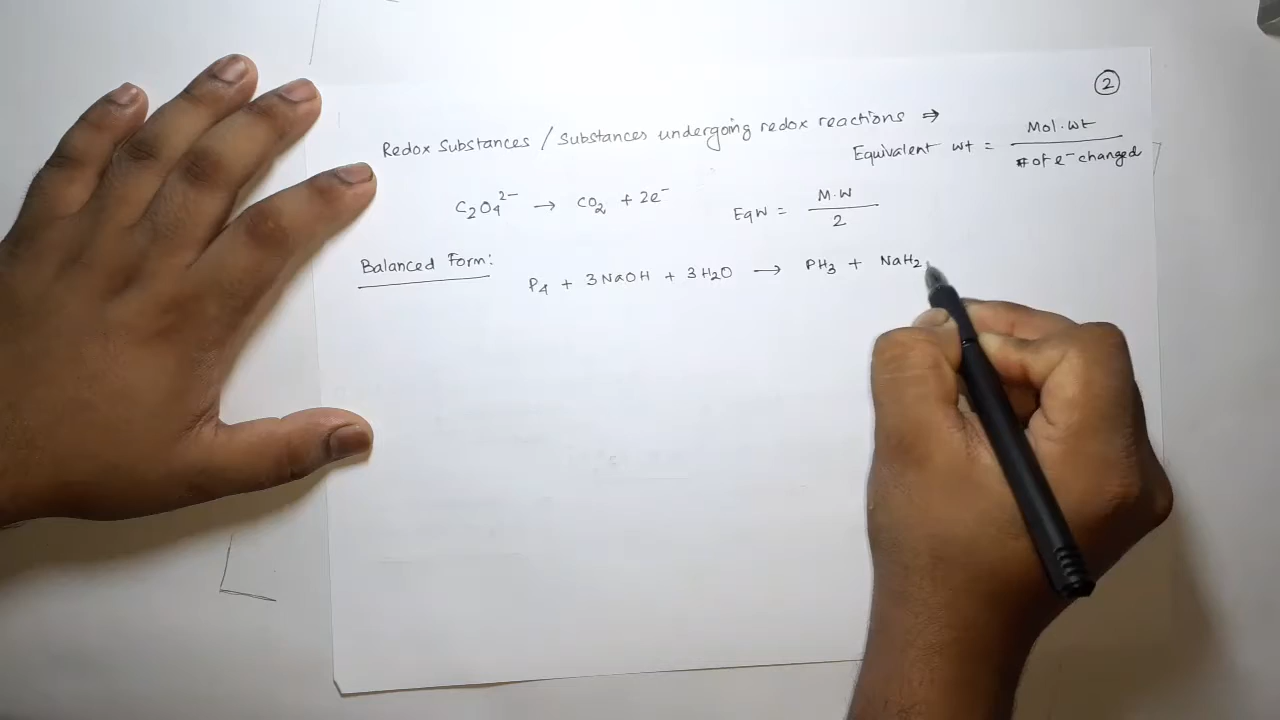 ②
Redox Substances / Substances undergoing redox reactions ⇒
Equivalent wt = Mol. wt / # of e⁻ changed
C₂O₄²⁻ → CO₂ + 2e⁻
EqW = M.W / 2
Balanced Form:
P₄ + 3NaOH + 3H₂O → PH₃ + NaH₂